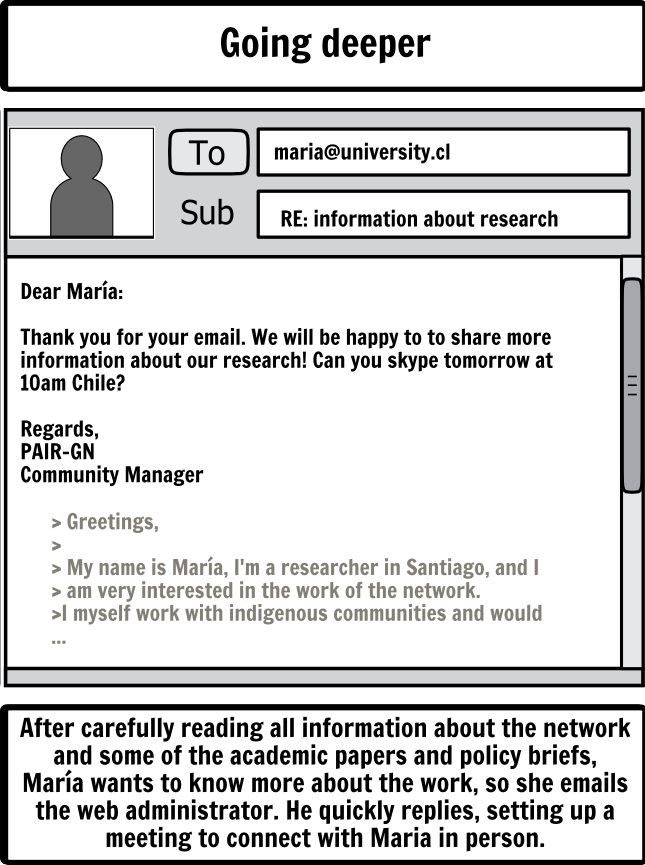 Going deeper
To
maria@university.cl
Sub
RE: information about research
Dear María:
Thank you for your email. We will be happy to to share more
information about our research! Can you skype tomorrow at
10am Chile?
Regards,
PAIR-GN
Community Manager
> Greetings,
>
> My name is María, I'm a researcher in Santiago, and I
> am very interested in the work of the network.
>I myself work with indigenous communities and would
...
After carefully reading all information about the network
and some of the academic papers and policy briefs,
María wants to know more about the work, so she emails
the web administrator. He quickly replies, setting up a
meeting to connect with Maria in person.